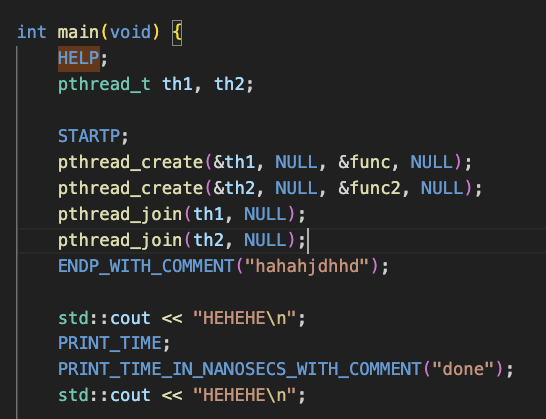 int main(void) {
    HELP;
    pthread_t th1, th2;

    STARTP;
    pthread_create(&th1, NULL, &func, NULL);
    pthread_create(&th2, NULL, &func2, NULL);
    pthread_join(th1, NULL);
    pthread_join(th2, NULL);
    ENDP_WITH_COMMENT("hahahjdhhd");

    std::cout << "HEHEHE\n";
    PRINT_TIME;
    PRINT_TIME_IN_NANOSECS_WITH_COMMENT("done");
    std::cout << "HEHEHE\n";